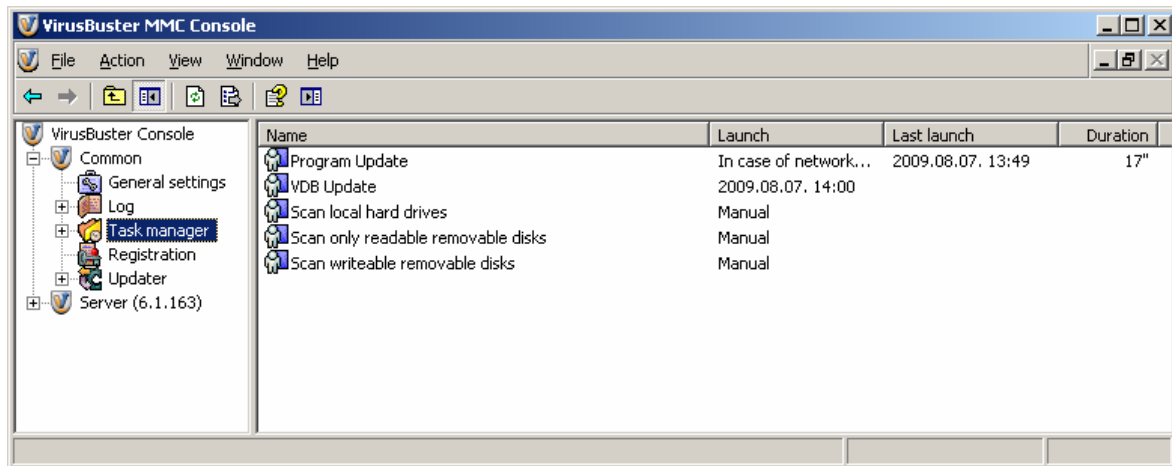 VirusBuster MMC Console
File Action View Window Help
VirusBuster Console
Common
General settings
Log
Task manager
Registration
Updater
Server (6.1.163)
Name Launch Last launch Duration
Program Update In case of network... 2009.08.07. 13:49 17"
VDB Update 2009.08.07. 14:00
Scan local hard drives Manual
Scan only readable removable disks Manual
Scan writeable removable disks Manual